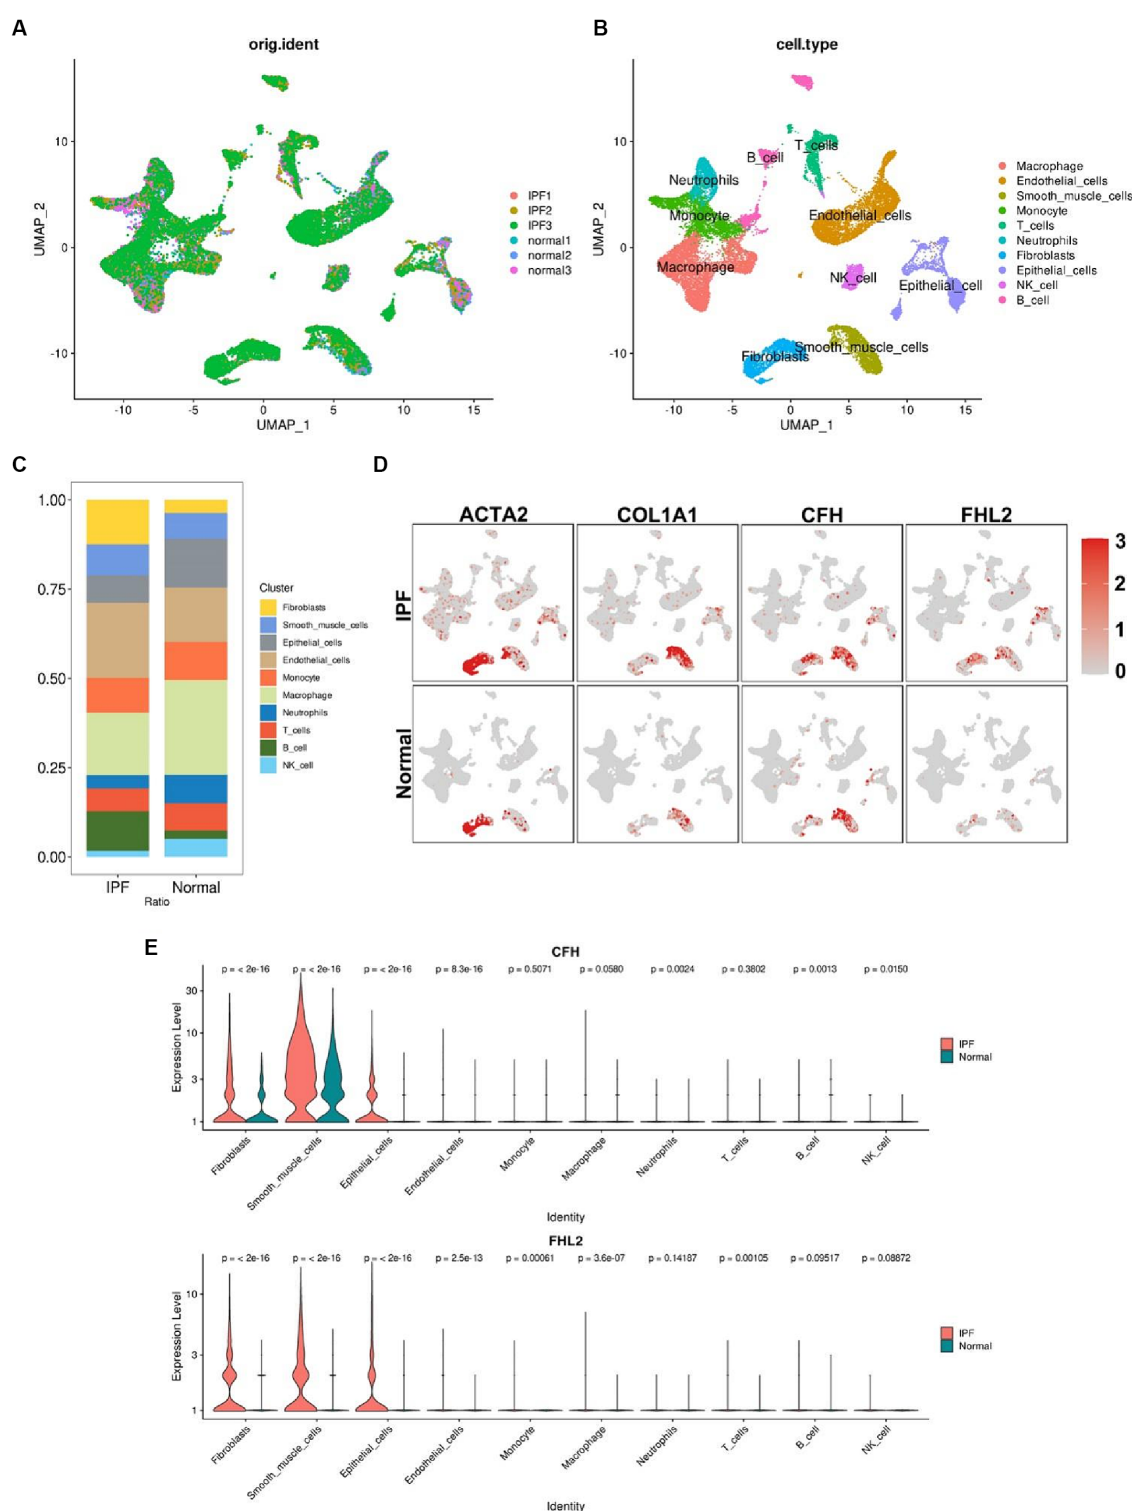 A
orig.ident
UMAP_2
10
0
-10
-10
-5
0
5
10
15
UMAP_1
IPF1
IPF2
IPF3
normal1
normal2
normal3
B
cell.type
UMAP_2
10
0
-10
-10
-5
0
5
10
15
UMAP_1
T_cells
B_cell
Neutrophils
Monocyte
Endothelial_cells
Macrophage
NK_cell
Epithelial_cell
Smooth_muscle_cells
Fibroblasts
Macrophage
Endothelial_cells
Smooth_muscle_cells
Monocyte
T_cells
Neutrophils
Fibroblasts
Epithelial_cells
NK_cell
B_cell
C
1.00
0.75
0.50
0.25
0.00
IPF
Normal
Ratio
Cluster
Fibroblasts
Smooth_muscle_cells
Epithelial_cells
Endothelial_cells
Monocyte
Macrophage
Neutrophils
T_cells
B_cell
NK_cell
D
ACTA2
COL1A1
CFH
FHL2
IPF
Normal
3
2
1
0
E
CFH
p = < 2e-16
p = < 2e-16
p = < 2e-16
p = 8.3e-16
p = 0.5071
p = 0.0580
p = 0.0024
p = 0.3802
p = 0.0013
p = 0.0150
Expression Level
30
10
3
1
Fibroblasts
Smooth_muscle_cells
Epithelial_cells
Endothelial_cells
Monocyte
Macrophage
Neutrophils
T_cells
B_cell
NK_cell
Identity
IPF
Normal
FHL2
p = < 2e-16
p = < 2e-16
p = < 2e-16
p = 2.5e-13
p = 0.00061
p = 3.6e-07
p = 0.14187
p = 0.00105
p = 0.09517
p = 0.08872
Expression Level
10
3
1
Fibroblasts
Smooth_muscle_cells
Epithelial_cells
Endothelial_cells
Monocyte
Macrophage
Neutrophils
T_cells
B_cell
NK_cell
Identity
IPF
Normal